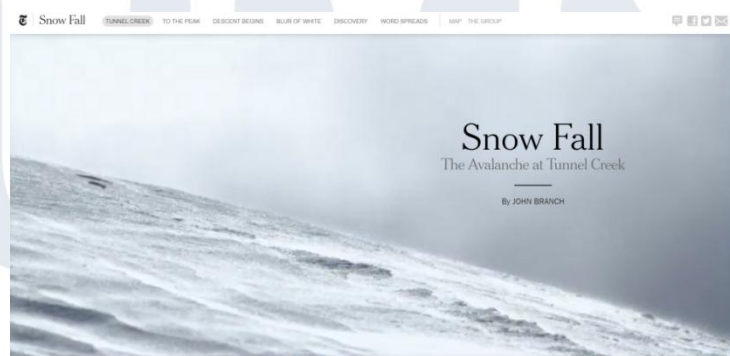 Snow Fall TUNNEL CREEK TO THE PEAK DESCENT BEGINS BLUR OF WHITE DISCOVERY WORD SPREADS MAP THE GROUP
Snow Fall
The Avalanche at Tunnel Creek
By JOHN BRANCH